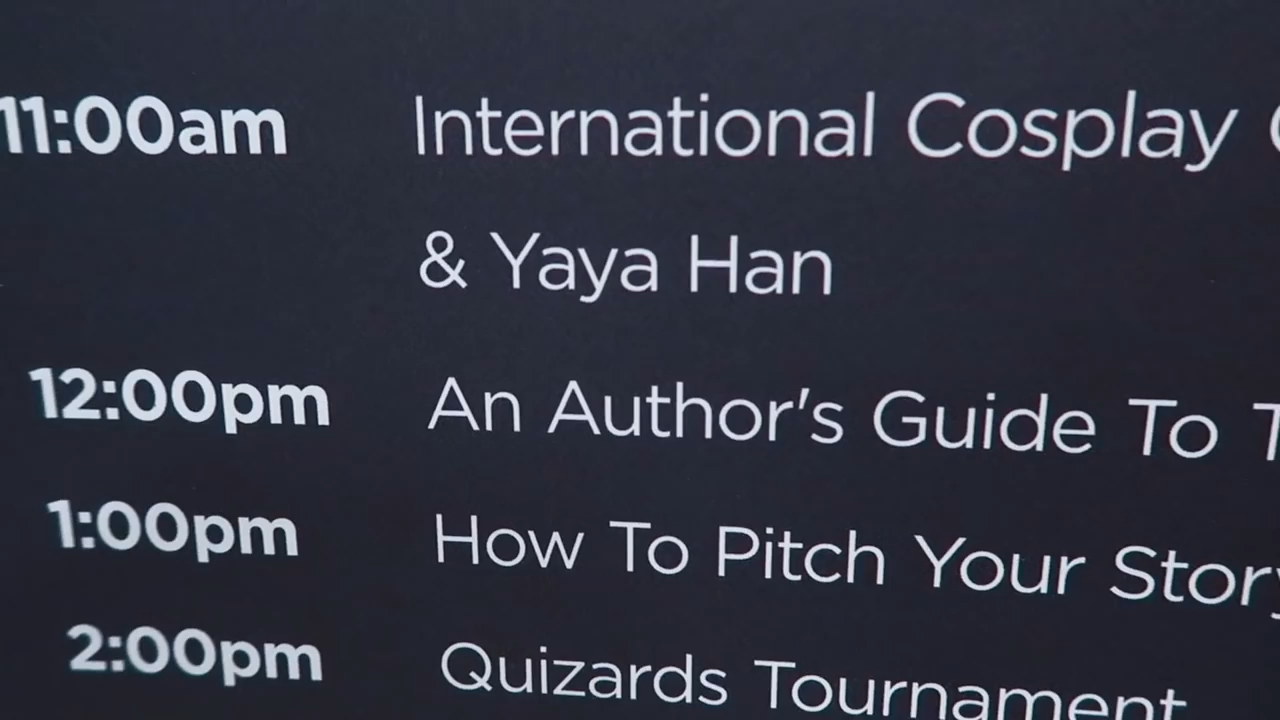 11:00am International Cosplay
& Yaya Han
12:00pm An Author's Guide To
1:00pm How To Pitch Your Story
2:00pm Quizards Tournament